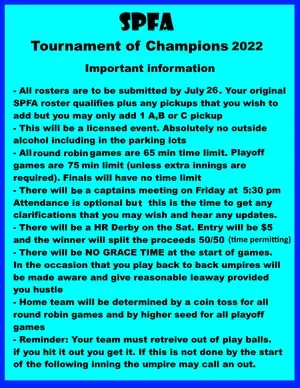 SPFA
Tournament of Champions 2022
Important information
- All rosters are to be submitted by July 26. Your original
SPFA roster qualifies plus any pickups that you wish to
add but you may only add 1 A,B or C pickup
- This will be a licensed event. Absolutely no outside
alcohol including in the parking lots
- All round robin games are 65 min time limit. Playoff
games are 75 min time limit (unless extra innings are
required). Finals will have no time limit
- There will be a captains meeting on Friday at 5:30 pm
Attendance is optional but this is the time to get any
clarifications that you may wish and hear any updates.
- There will be a HR Derby on the Sat. Entry will be $5
and the winner will split the proceeds 50/50 (time permitting)
- There will be NO GRACE TIME at the start of games.
In the occasion that you play back to back umpires will
be made aware and give reasonable leaway provided
you hustle
- Home will be determined by a coin toss for all
round robin games and by higher seed for all playoff
games
- Reminder: Your team must retreive out of play balls.
if you hit it out you get it. If this is not done by the start
of the following inning the umpire may call an out.